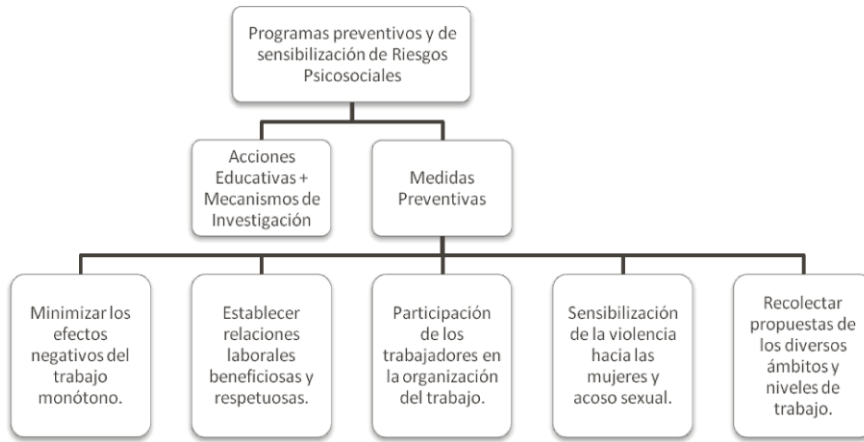 Programas preventivos y de
sensibilización de Riesgos
Psicosociales
Acciones
Educativas +
Mecanismos de
Investigación
Medidas
Preventivas
Minimizar los
efectos
negativos del
trabajo
monótono.
Establecer
relaciones
laborales
beneficiosas y
respetuosas.
Participación
de los
trabajadores en
la organización
del trabajo.
Sensibilización
de la violencia
hacia las
mujeres y
acoso sexual.
Recolectar
propuestas de
los diversos
ámbitos y
niveles de
trabajo.